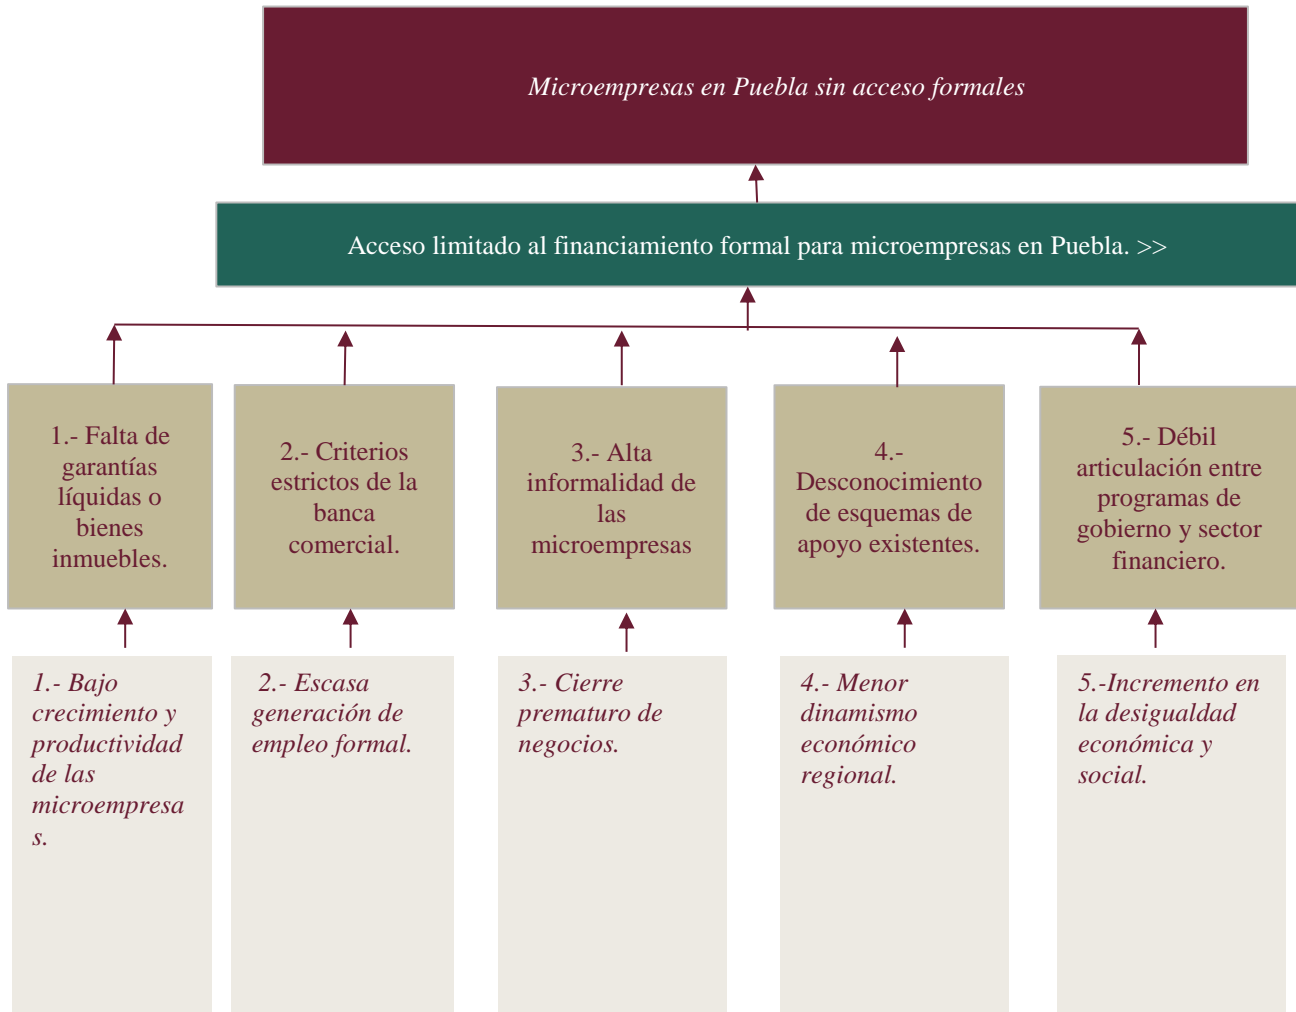 Microempresas en Puebla sin acceso formales
Acceso limitado al financiamiento formal para microempresas en Puebla. >>
1.- Falta de
garantías
líquidas o
bienes
inmuebles.
2.- Criterios
estrictos de la
banca
comercial.
3.- Alta
informalidad de
las
microempresas
4.-
Desconocimiento
de esquemas de
apoyo existentes.
5.- Débil
articulación entre
programas de
gobierno y sector
financiero.
1.- Bajo
crecimiento y
productividad
de las
microempresa
s.
2.- Escasa
generación de
empleo formal.
3.- Cierre
prematuro de
negocios.
4.- Menor
dinamismo
económico
regional.
5.-Incremento en
la desigualdad
económica y
social.